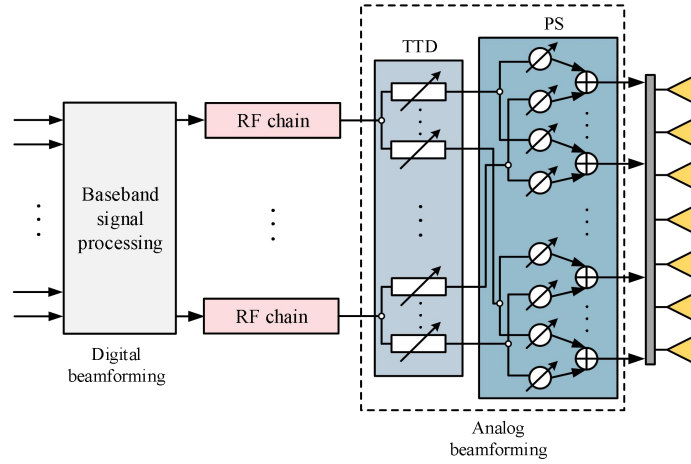 TTD
PS
RF chain
Baseband
signal
processing
RF chain
Digital
beamforming
Analog
beamforming